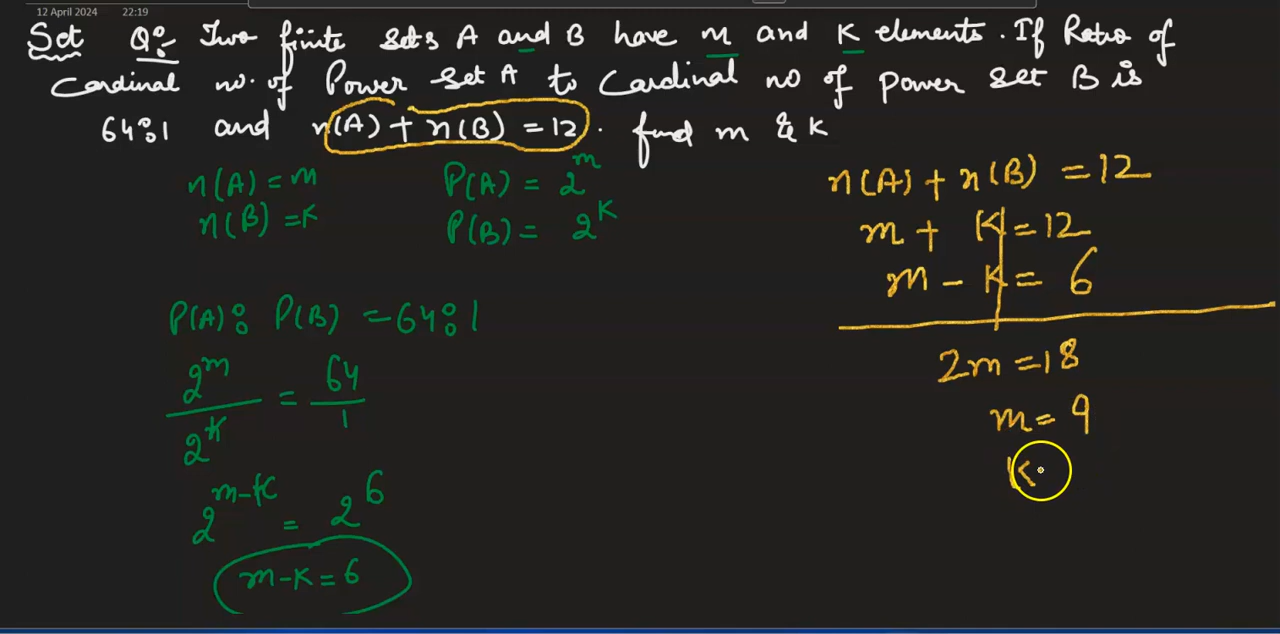 12 April 2024 22:19
Set Q:- Two finite sets A and B have m and K elements. If Ratio of
Cardinal no. of Power set A to Cardinal no of power set B is
64:1 and n(A) + n(B) = 12. find m & K
n(A) = m
n(B) = K
P(A) = 2^m
P(B) = 2^K
P(A): P(B) = 64:1
2^m / 2^K = 64 / 1
2^m-K = 2^6
m-K = 6
n(A) + n(B) = 12
m + K = 12
m - K = 6
2m = 18
m = 9
K